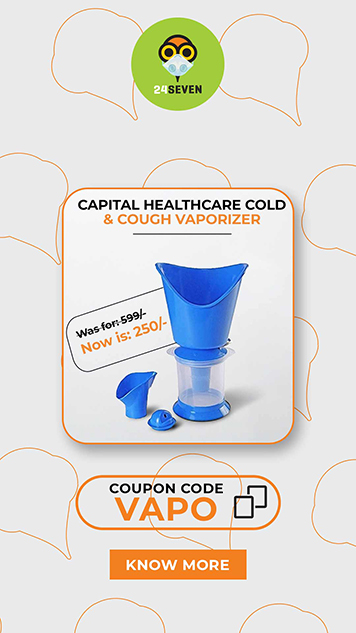 24SEVEN
CAPITAL HEALTHCARE COLD
& COUGH VAPORIZER
Was for: 599/-
Now is: 250/-
COUPON CODE
VAPO
KNOW MORE